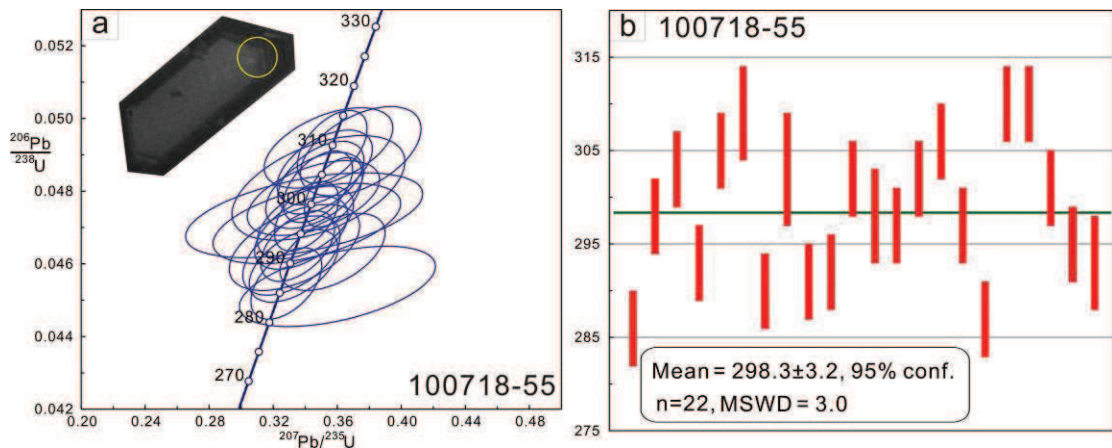 a
0.052
0.050
0.048
0.046
0.044
0.042
²⁰⁶Pb
²³⁸U
330
320
310
300
290
280
270
100718-55
0.20 0.24 0.28 0.32 0.36 0.40 0.44 0.48
²⁰⁷Pb/²³⁵U
b 100718-55
315
305
295
285
275
Mean = 298.3±3.2, 95% conf.
n=22, MSWD = 3.0